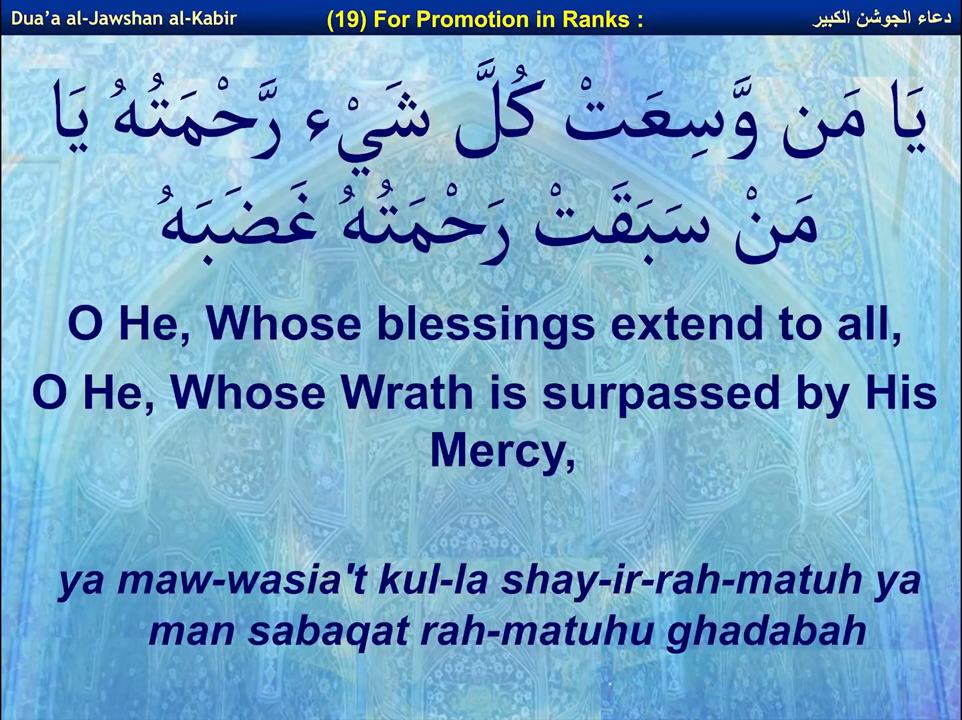 Dua’a al-Jawshan al-Kabir
(19) For Promotion in Ranks :
دعاء الجوشن الكبير
يَا مَن وَّسِعَتْ كُلَّ شَيْء رَّحْمَتُهُ يَا
مَنْ سَبَقَتْ رَحْمَتُهُ غَضَبَهُ
O He, Whose blessings extend to all,
O He, Whose Wrath is surpassed by His
Mercy,
ya maw-wasia't kul-la shay-ir-rah-matuh ya
man sabaqat rah-matuhu ghadabah